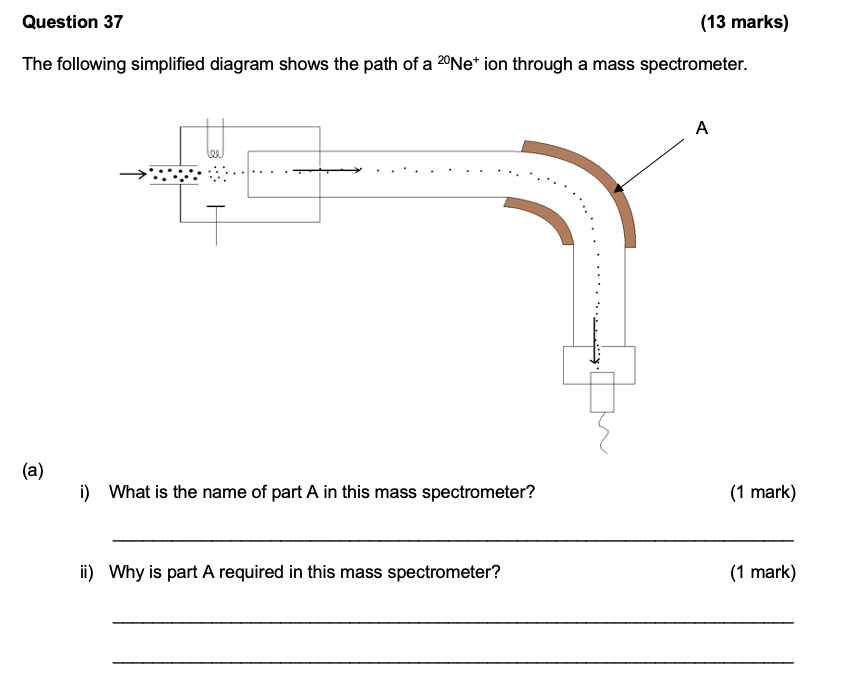 Question 37 (13 marks)
The following simplified diagram shows the path of a ²⁰Ne⁺ ion through a mass spectrometer.
A
(a)
i) What is the name of part A in this mass spectrometer? (1 mark)
ii) Why is part A required in this mass spectrometer? (1 mark)